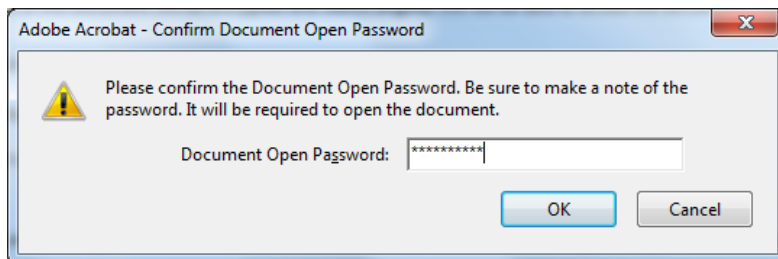 Adobe Acrobat - Confirm Document Open Password
Please confirm the Document Open Password. Be sure to make a note of the
password. It will be required to open the document.
Document Open Password: **********
OK Cancel